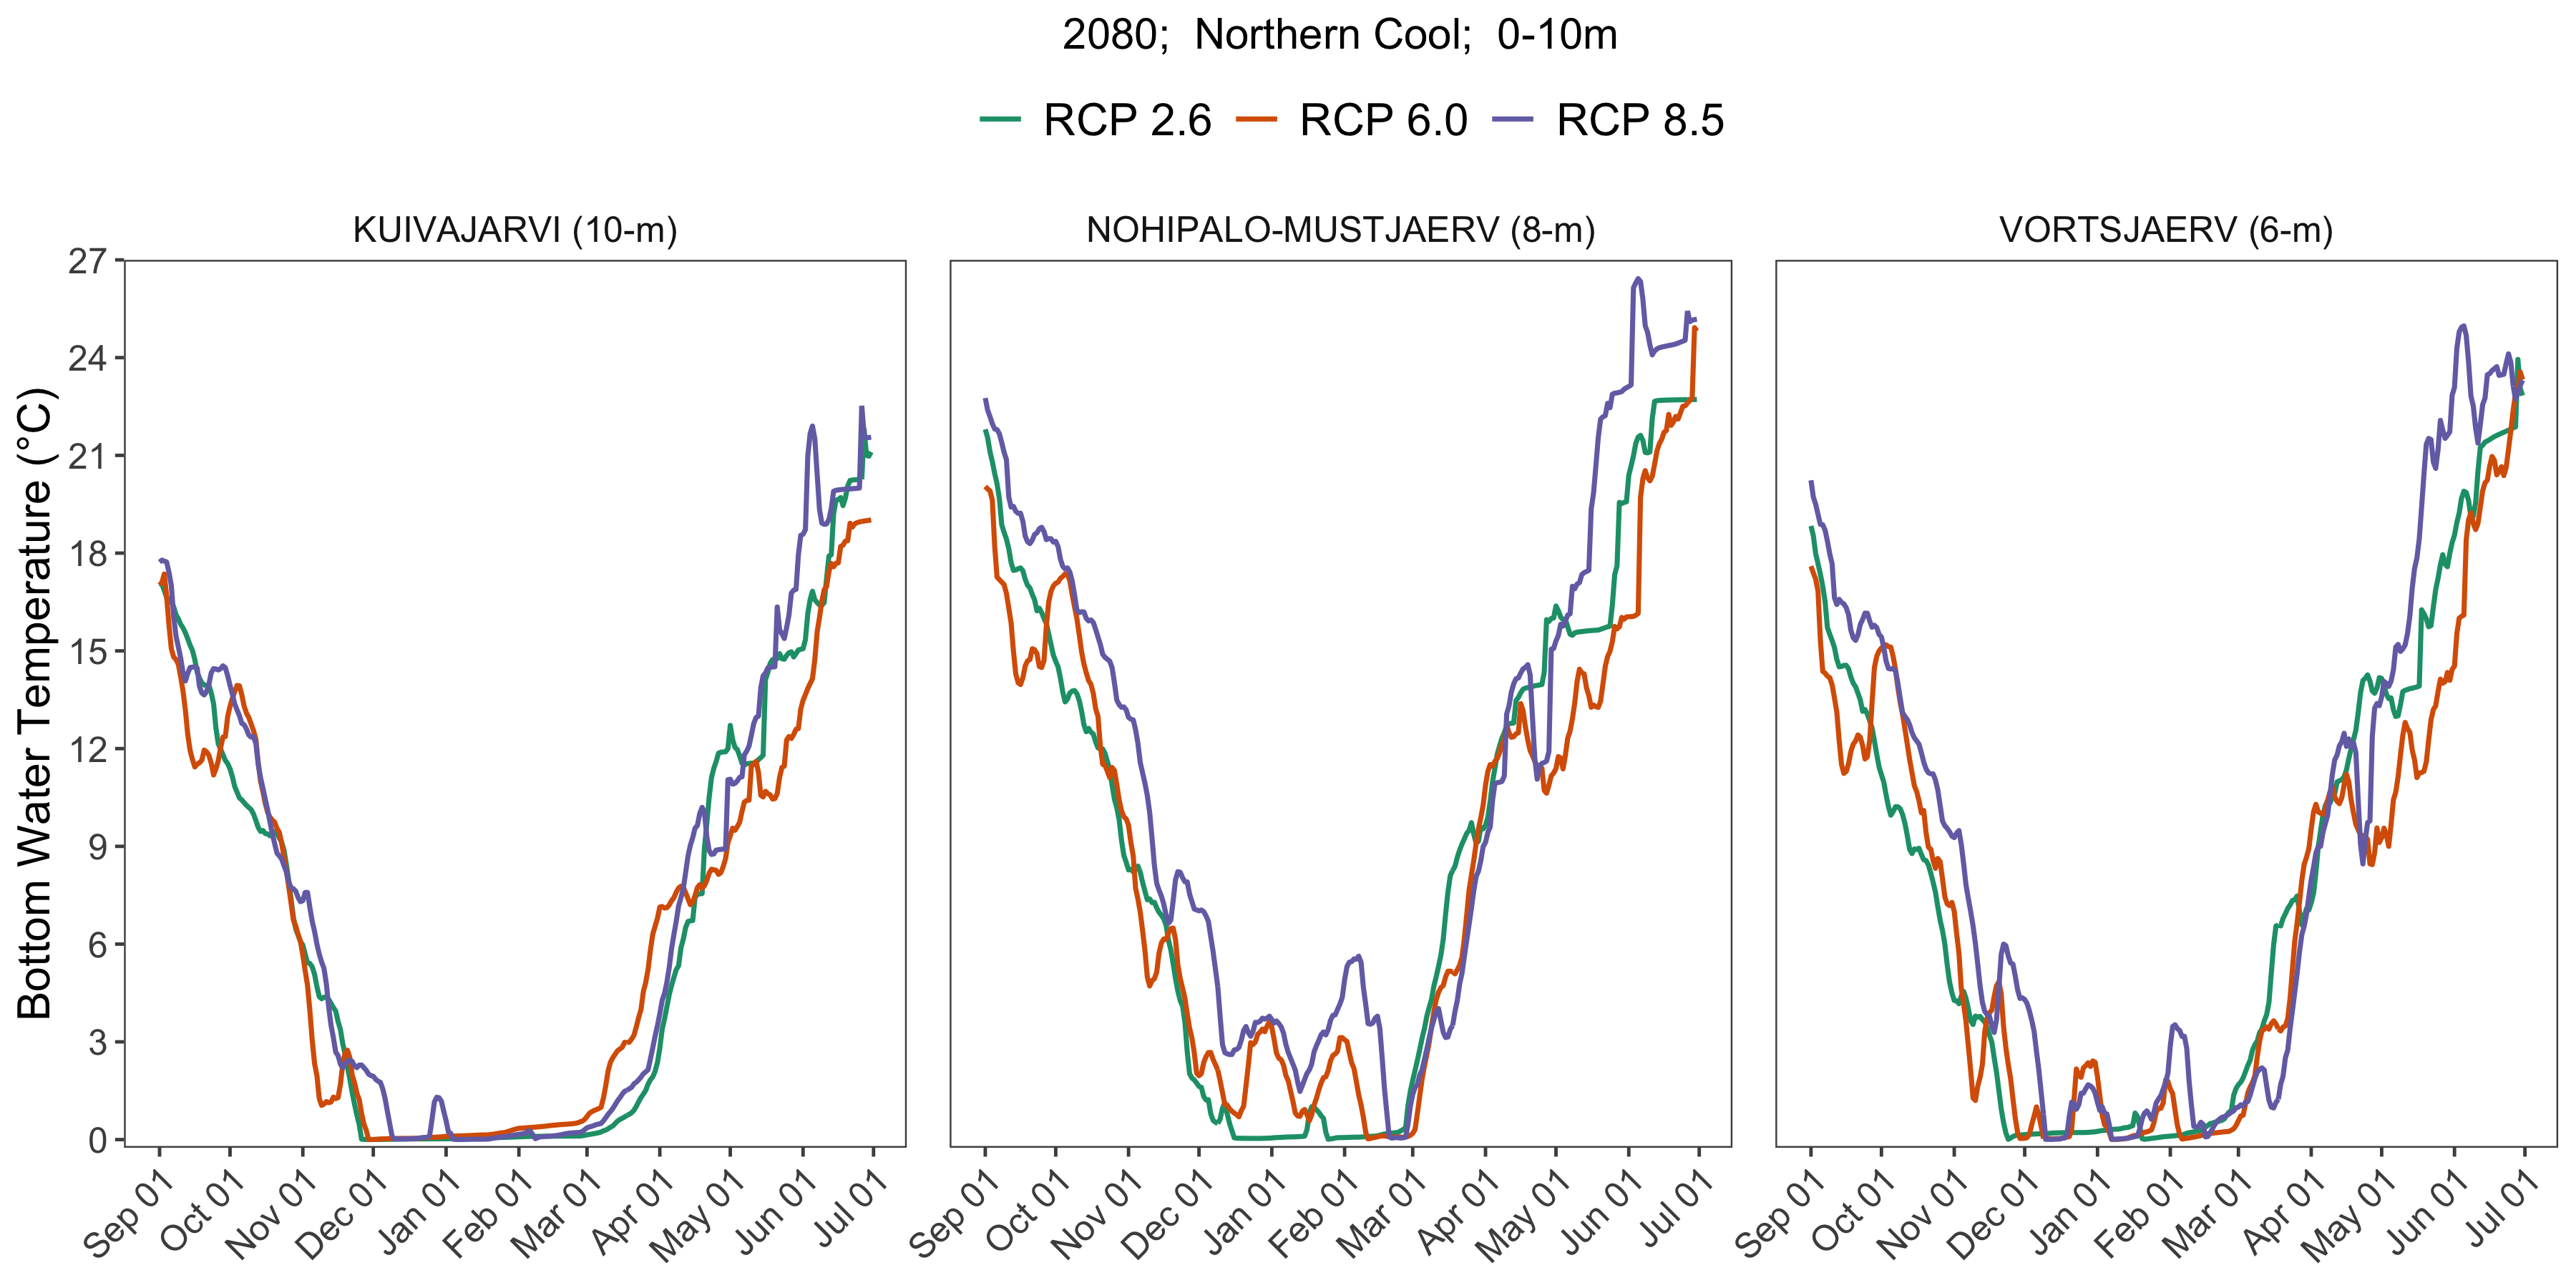 2080;  Northern Cool;  0-10m
RCP 2.6 RCP 6.0 RCP 8.5
KUIVAJARVI (10-m) NOHIPALO-MUSTJAERV (8-m) VORTSJAERV (6-m)
Bottom Water Temperature (°C)
27
24
21
18
15
12
9
6
3
0
Sep 01 Oct 01 Nov 01 Dec 01 Jan 01 Feb 01 Mar 01 Apr 01 May 01 Jun 01 Jul 01 Sep 01 Oct 01 Nov 01 Dec 01 Jan 01 Feb 01 Mar 01 Apr 01 May 01 Jun 01 Jul 01 Sep 01 Oct 01 Nov 01 Dec 01 Jan 01 Feb 01 Mar 01 Apr 01 May 01 Jun 01 Jul 01